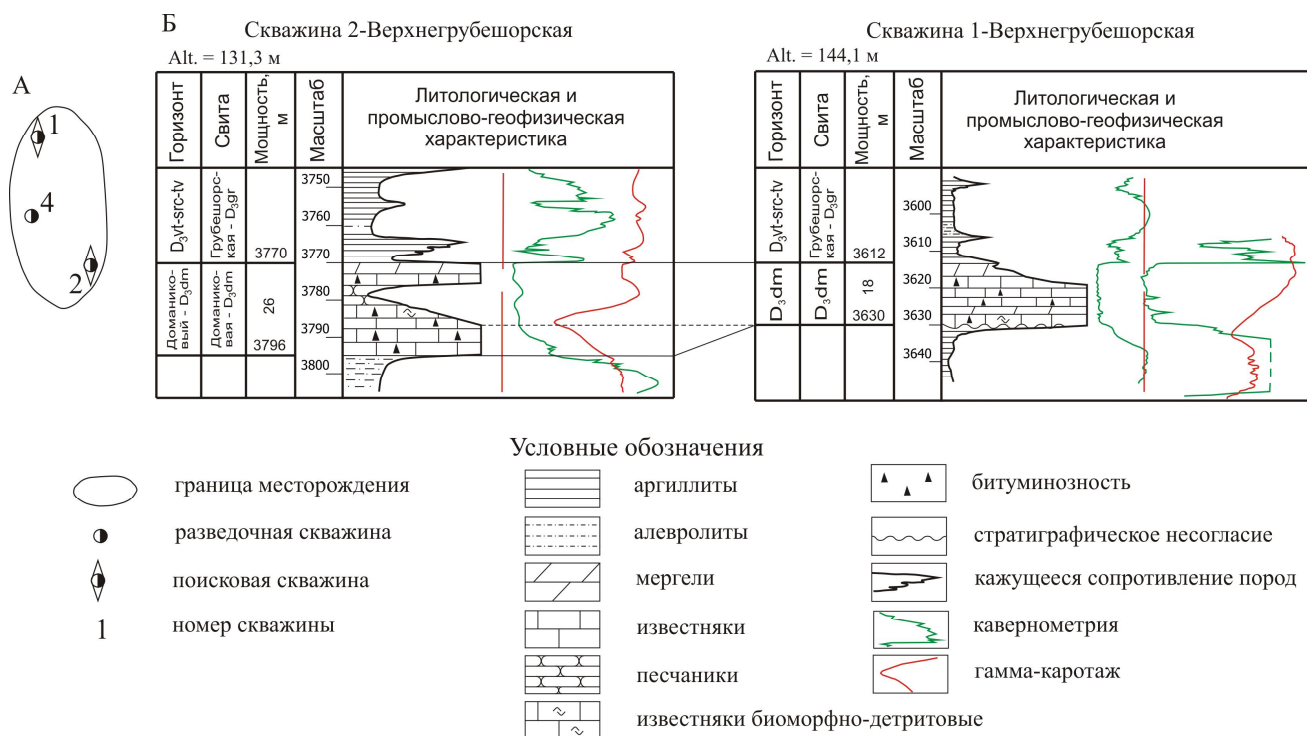 А
1
4
2
Б
Скважина 2-Верхнегрубешорская
Alt. = 131,3 м
Горизонт
Свита
Мощность,
м
Масштаб
Литологическая и
промыслово-геофизическая
характеристика
D₃vt-src-tv
Грубешорс-
кая - D₃gr
3770
Доманико-
вый - D₃dm
Доманико-
вая - D₃dm
26
3796
3750
3760
3770
3780
3790
3800
Скважина 1-Верхнегрубешорская
Alt. = 144,1 м
Горизонт
Свита
Мощность,
м
Масштаб
Литологическая и
промыслово-геофизическая
характеристика
D₃vt-src-tv
Грубешорс-
кая - D₃gr
3612
D₃dm
D₃dm
18
3630
3600
3610
3620
3630
3640
Условные обозначения
граница месторождения
разведочная скважина
поисковая скважина
1
номер скважины
аргиллиты
алевролиты
мергели
известняки
песчаники
известняки биоморфно-детритовые
битуминозность
стратиграфическое несогласие
кажущееся сопротивление пород
кавернометрия
гамма-каротаж